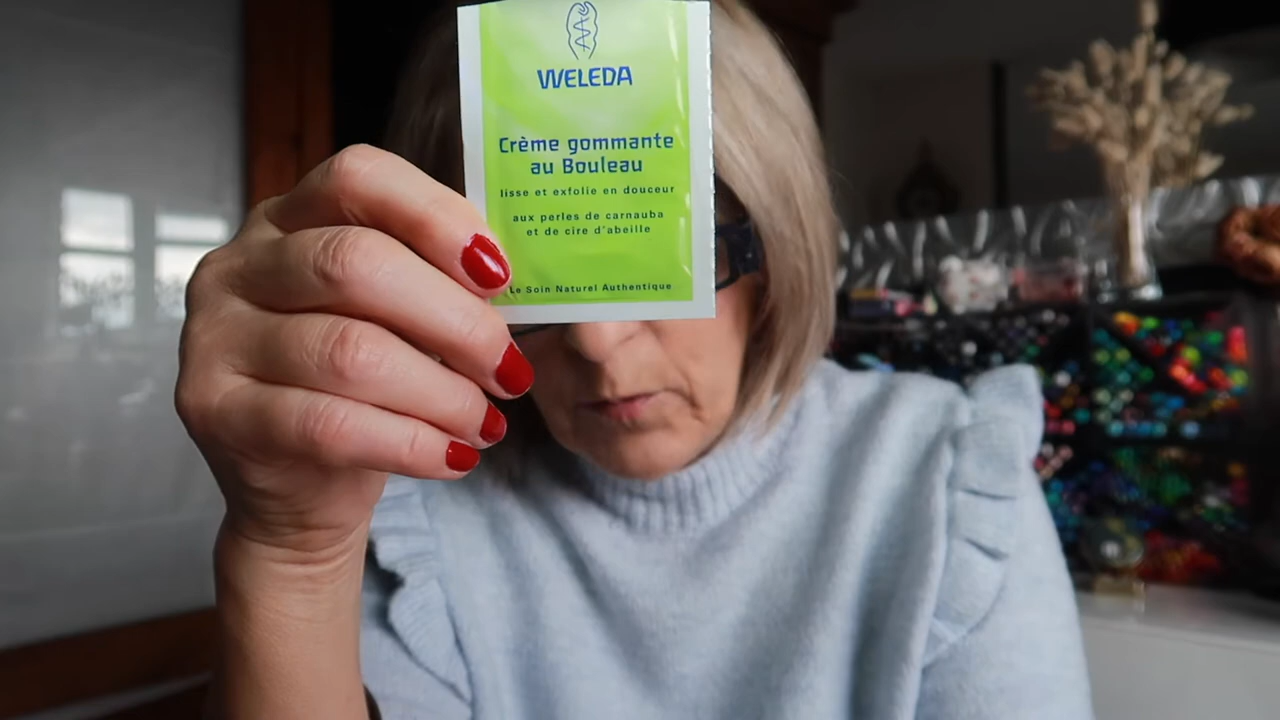 WELEDA
Crème gommante
au Bouleau
lisse et exfolie en douceur
aux perles de carnauba
et de cire d'abeille
Le Soin Naturel Authentique